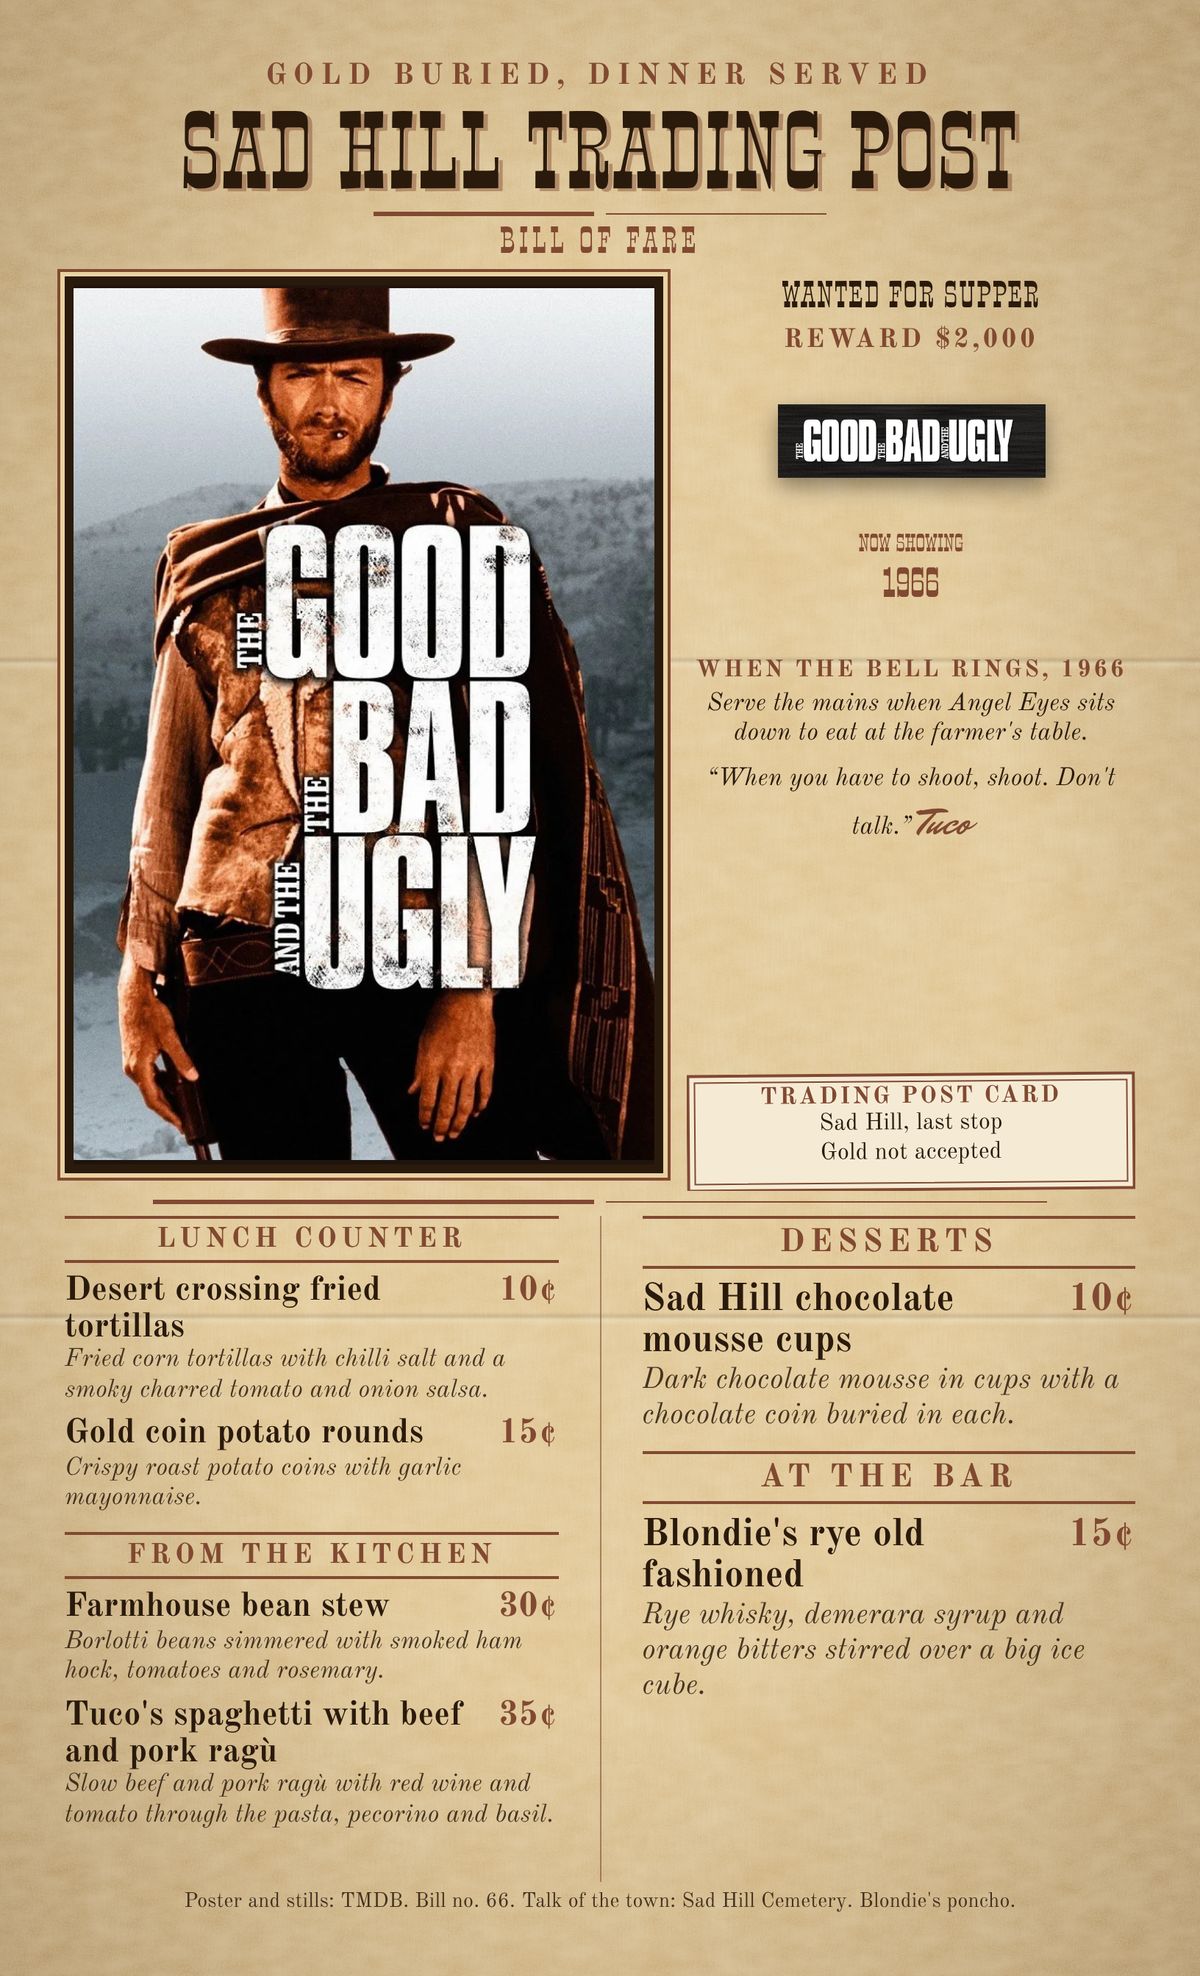 GOLD BURIED, DINNER SERVED
SAD HILL TRADING POST
BILL OF FARE
THE GOOD
THE BAD
AND THE UGLY
WANTED FOR SUPPER
REWARD $2,000
THE GOOD THE BAD AND THE UGLY
NOW SHOWING
1966
WHEN THE BELL RINGS, 1966
Serve the mains when Angel Eyes sits
down to eat at the farmer's table.
“When you have to shoot, shoot. Don't
talk.” Tuco
TRADING POST CARD
Sad Hill, last stop
Gold not accepted
LUNCH COUNTER
Desert crossing fried 10¢
tortillas
Fried corn tortillas with chilli salt and a
smoky charred tomato and onion salsa.
Gold coin potato rounds 15¢
Crispy roast potato coins with garlic
mayonnaise.
FROM THE KITCHEN
Farmhouse bean stew 30¢
Borlotti beans simmered with smoked ham
hock, tomatoes and rosemary.
Tuco's spaghetti with beef 35¢
and pork ragù
Slow beef and pork ragù with red wine and
tomato through the pasta, pecorino and basil.
DESSERTS
Sad Hill chocolate 10¢
mousse cups
Dark chocolate mousse in cups with a
chocolate coin buried in each.
AT THE BAR
Blondie's rye old 15¢
fashioned
Rye whisky, demerara syrup and
orange bitters stirred over a big ice
cube.
Poster and stills: TMDB. Bill no. 66. Talk of the town: Sad Hill Cemetery. Blondie's poncho.